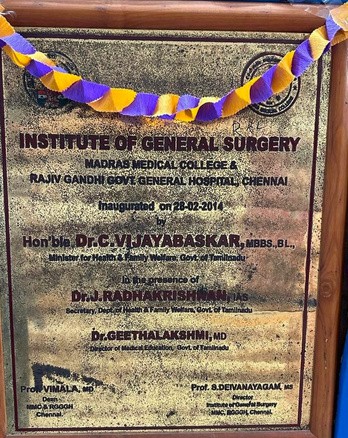 INSTITUTE OF GENERAL SURGERY
MADRAS MEDICAL COLLEGE &
RAJIV GANDHI GOVT. GENERAL HOSPITAL, CHENNAI
Inaugurated on 28-02-2014
by
Hon'ble Dr.C.VIJAYABASKAR, MBBS.,BL.,
Minister for Health & Family Welfare, Govt. of Tamilnadu
in the presence of
Dr.J.RADHAKRISHNAN, IAS
Secretary, Dept. of Health & Family Welfare, Govt. of Tamilnadu
Dr.GEETHALAKSHMI, MD
Director of Medical Education, Govt. of Tamilnadu
Prof. VIMALA, MD
Dean
MMC & RGGGH
Chennai.
Prof. S.DEIVANAYAGAM, MS
Director
Institute of General Surgery
MMC, RGGGH, Chennai.